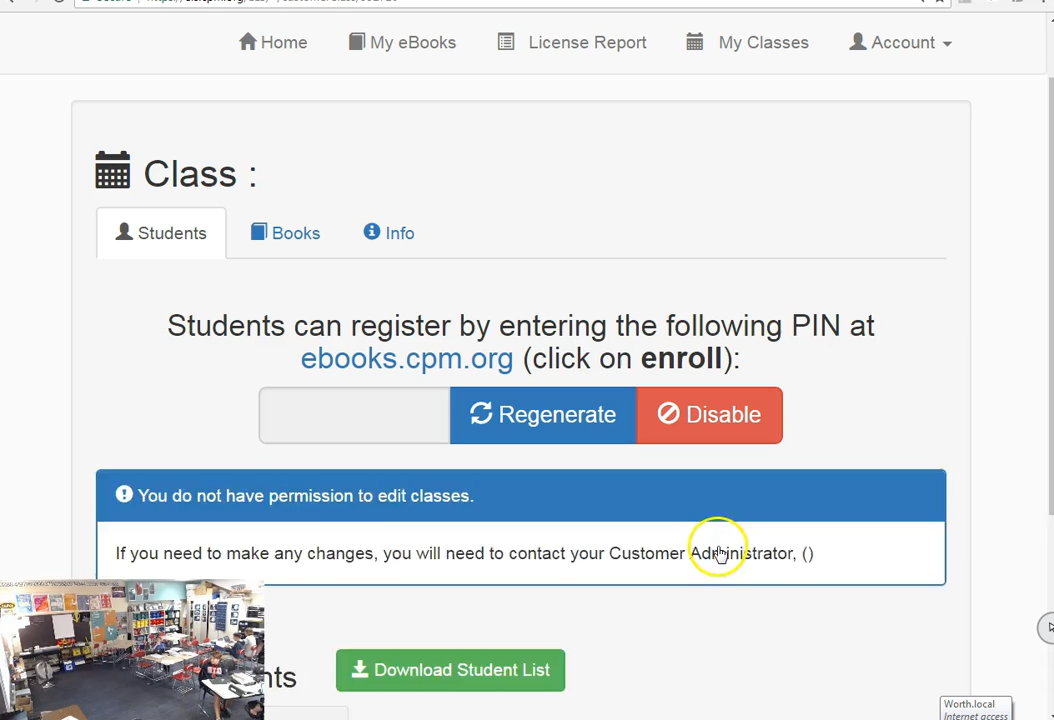 Home My eBooks License Report My Classes Account
Class :
Students Books Info
Students can register by entering the following PIN at
ebooks.cpm.org (click on enroll):
Regenerate Disable
You do not have permission to edit classes.
If you need to make any changes, you will need to contact your Customer Administrator, ()
nts Download Student List
Worth.local
Internet access